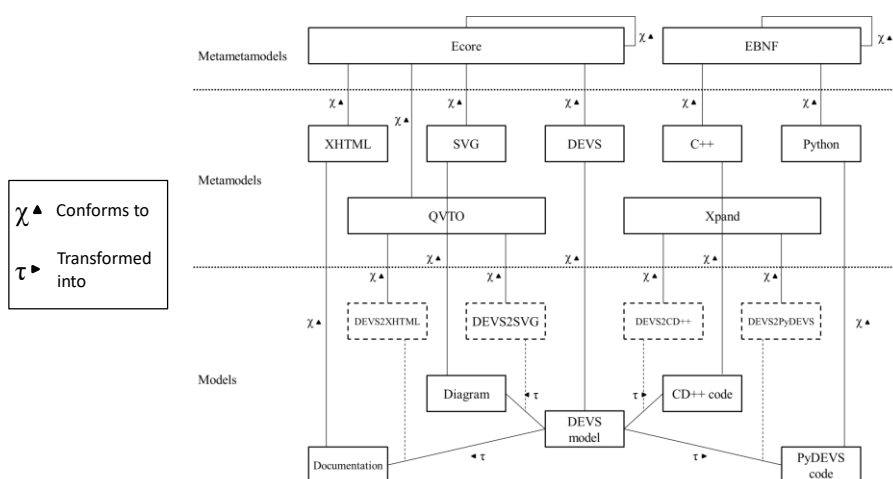 Ecore
χ▲
EBNF
χ▲
Metametamodels
χ▲
χ▲
χ▲
χ▲
χ▲
χ▲
XHTML
SVG
DEVS
C++
Python
Metamodels
χ▲ Conforms to
τ► Transformed
into
QVTO
Xpand
χ▲
χ▲
χ▲
χ▲
χ▲
χ▲
χ▲
DEVS2XHTML
DEVS2SVG
DEVS2CD++
DEVS2PyDEVS
χ▲
χ▲
Models
Diagram
◄ τ
τ ►
CD++ code
DEVS
model
Documentation
◄ τ
τ ►
PyDEVS
code